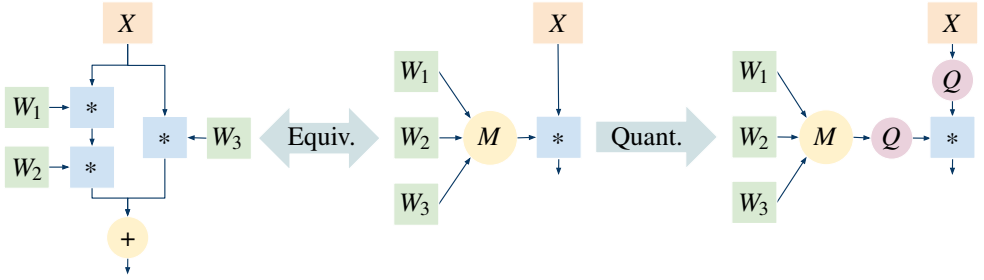 X
W₁ *
* W₃
W₂ *
+
Equiv.
X
W₁
W₂ M *
W₃
Quant.
X
Q
W₁
W₂ M Q *
W₃